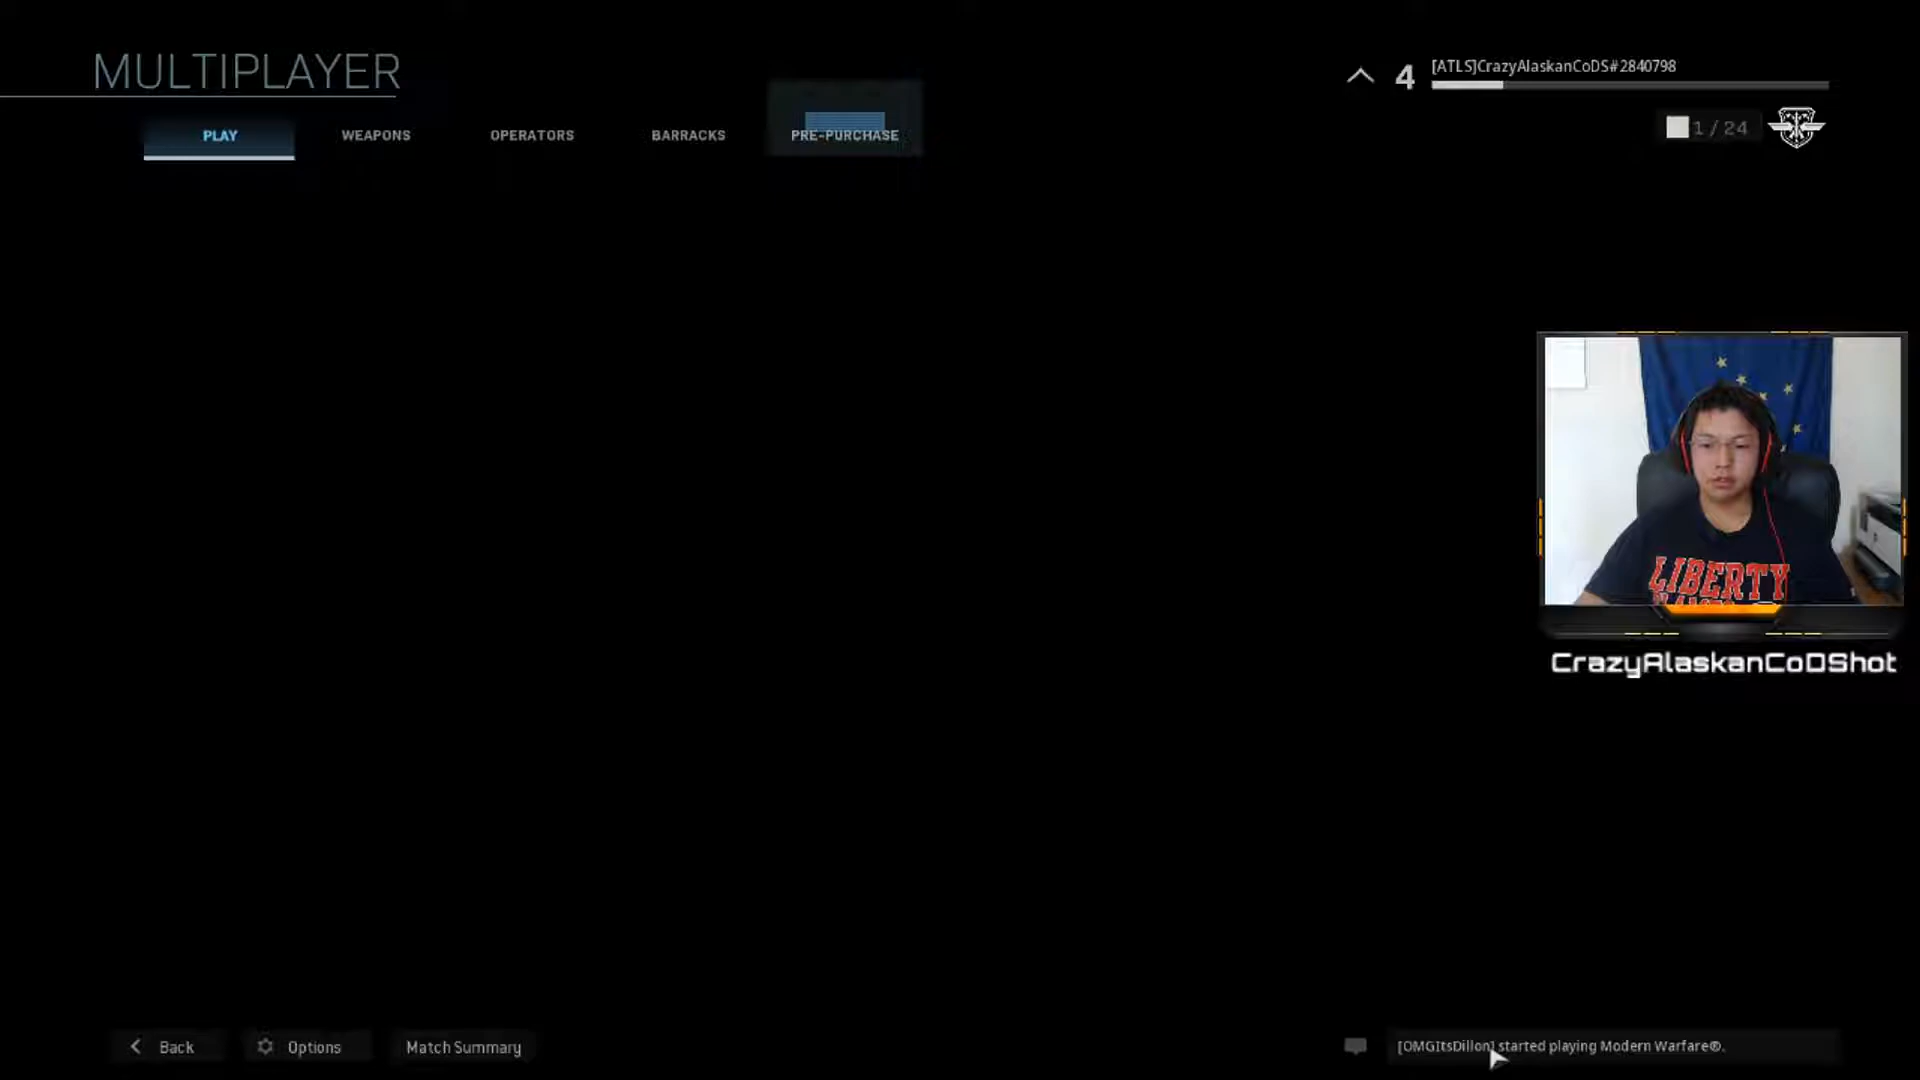 MULTIPLAYER
4
[ATLS]CrazyAlaskanCoDS#2840798
PLAY
WEAPONS
OPERATORS
BARRACKS
PRE-PURCHASE
1 / 24
LIBERTY
CrazyAlaskanCoDShot
Back
Options
Match Summary
[OMGItsDillon] started playing Modern Warfare®.